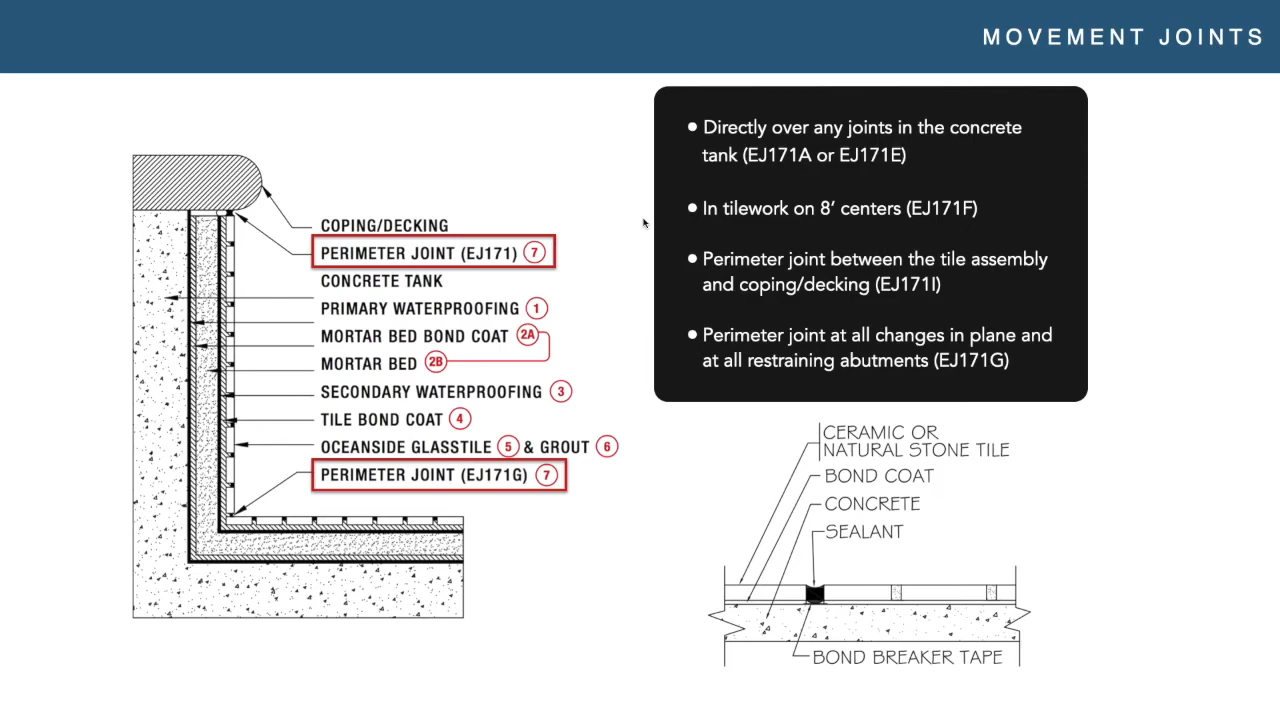 MOVEMENT JOINTS
COPING/DECKING
PERIMETER JOINT (EJ171) 7
CONCRETE TANK
PRIMARY WATERPROOFING 1
MORTAR BED BOND COAT 2A
MORTAR BED 2B
SECONDARY WATERPROOFING 3
TILE BOND COAT 4
OCEANSIDE GLASSTILE 5 & GROUT 6
PERIMETER JOINT (EJ171G) 7
• Directly over any joints in the concrete
tank (EJ171A or EJ171E)
• In tilework on 8’ centers (EJ171F)
• Perimeter joint between the tile assembly
and coping/decking (EJ171I)
• Perimeter joint at all changes in plane and
at all restraining abutments (EJ171G)
CERAMIC OR
NATURAL STONE TILE
BOND COAT
CONCRETE
SEALANT
BOND BREAKER TAPE